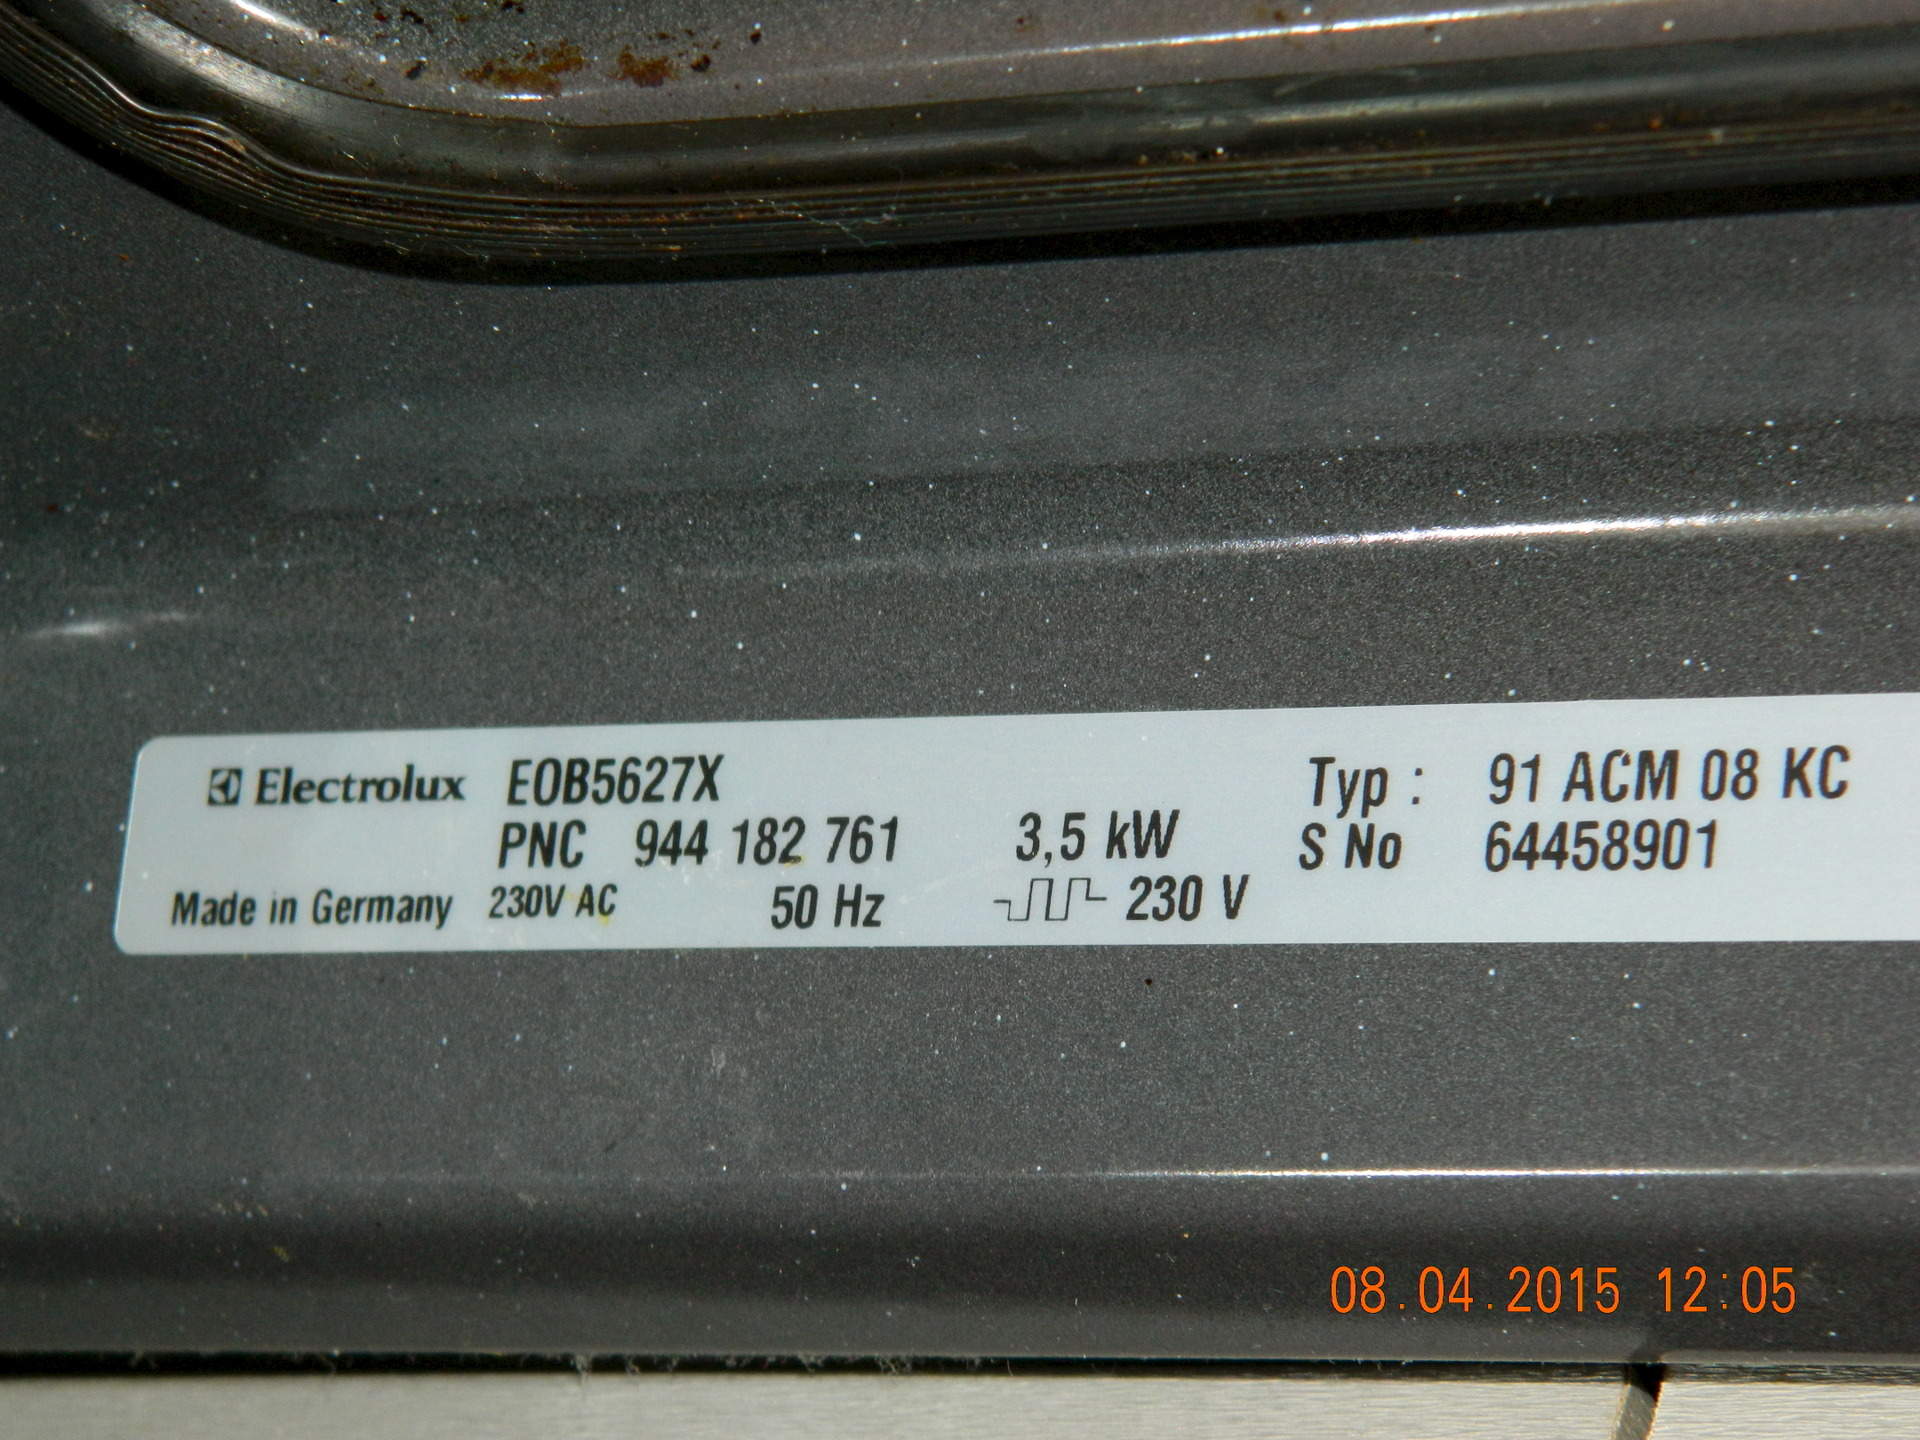 Electrolux EOB5627X Typ : 91 ACM 08 KC
PNC 944 182 761 3,5 kW S No 64458901
Made in Germany 230V AC 50 Hz 230 V
08.04.2015 12:05